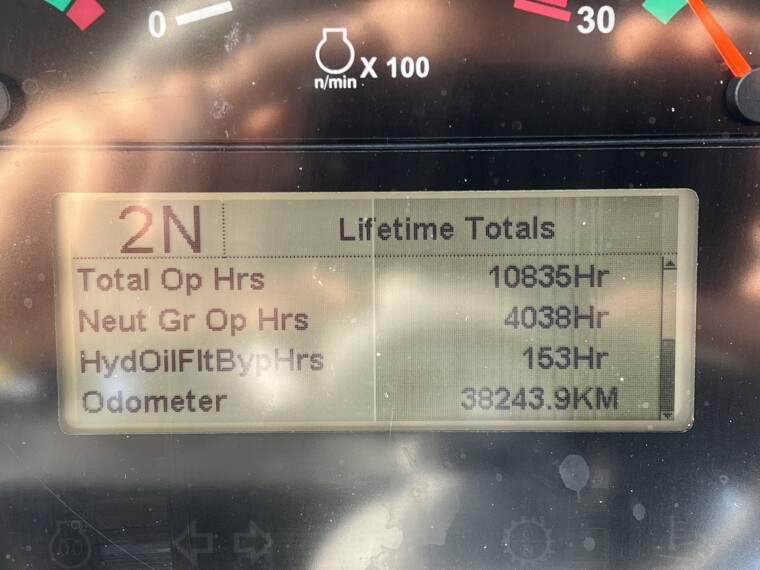 0
30
n/min X 100
2N
Lifetime Totals
Total Op Hrs 10835Hr
Neut Gr Op Hrs 4038Hr
HydOilFltBypHrs 153Hr
Odometer 38243.9KM